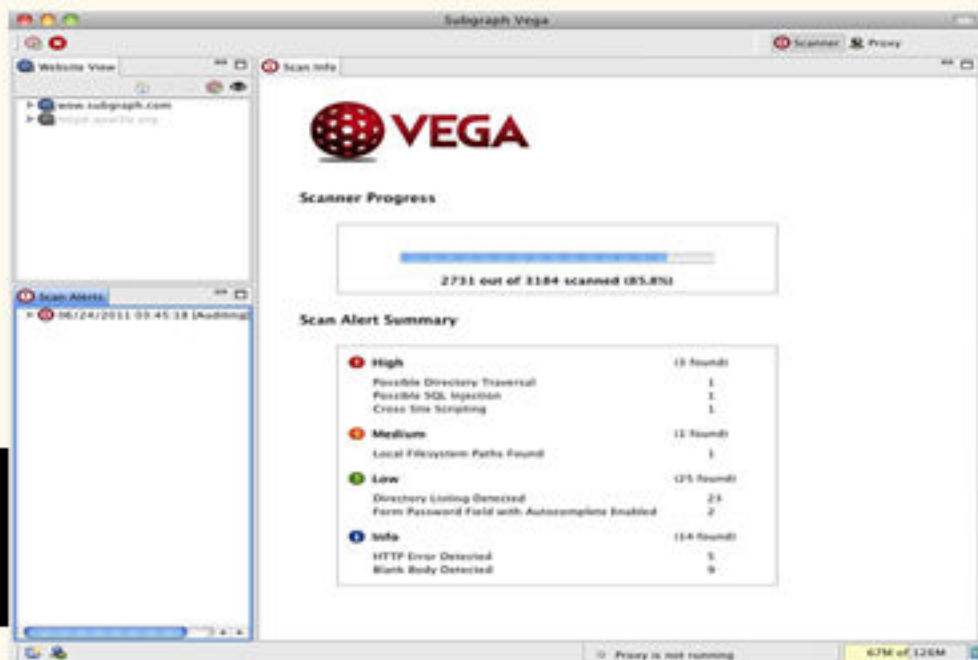 Subgraph Vega
Scanner Proxy
Website View
Scan Info
www.subgraph.com
VEGA
Scanner Progress
2731 out of 3184 scanned (85.8%)
Scan Alerts
06/24/2011 03:45:18 [Auditing]
Scan Alert Summary
High (3 found)
Possible Directory Traversal 1
Possible SQL Injection 1
Cross Site Scripting 1
Medium (1 found)
Local Filesystem Paths Found 1
Low (25 found)
Directory Listing Detected 23
Form Password Field with Autocomplete Enabled 2
Info (14 found)
HTTP Error Detected 5
Blank Body Detected 9
Proxy is not running
67M of 126M